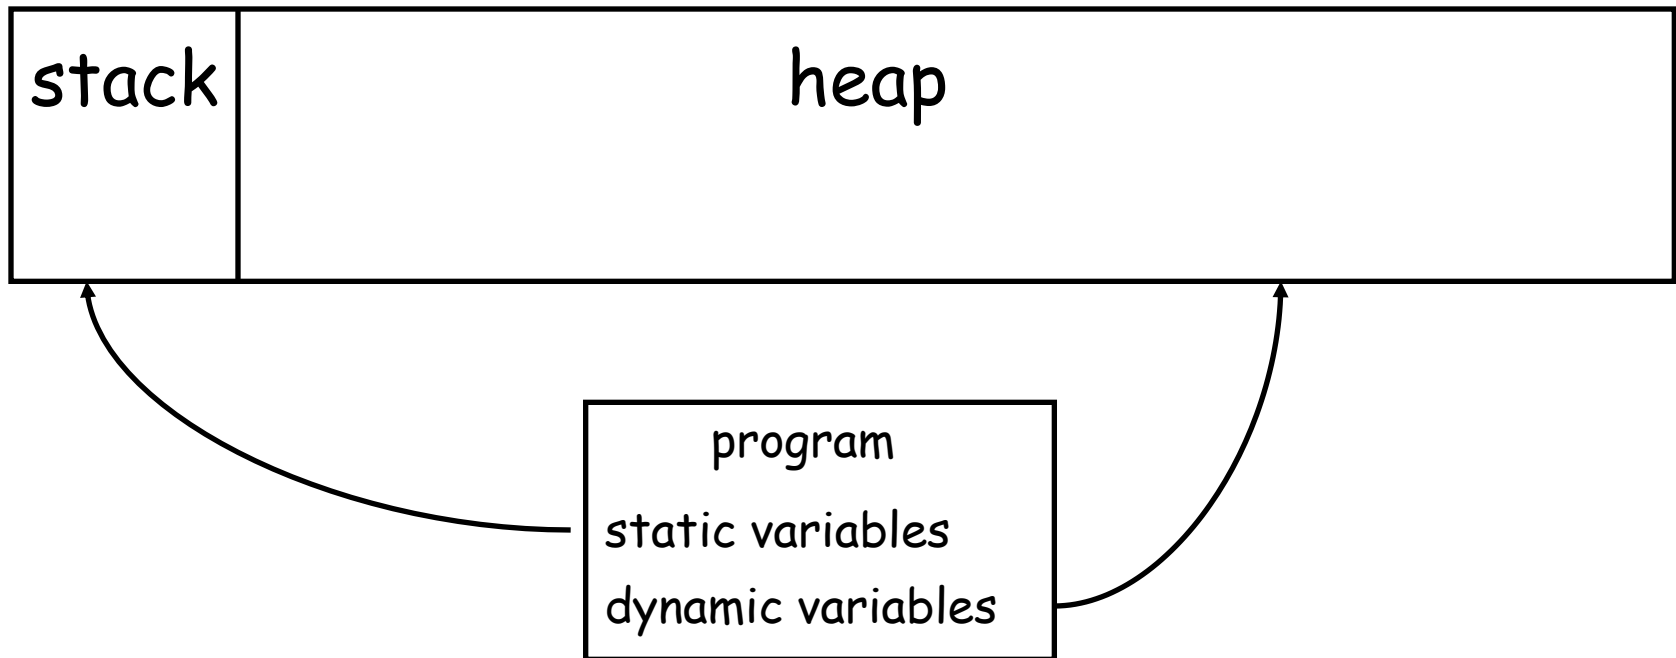 stack
heap
program
static variables
dynamic variables